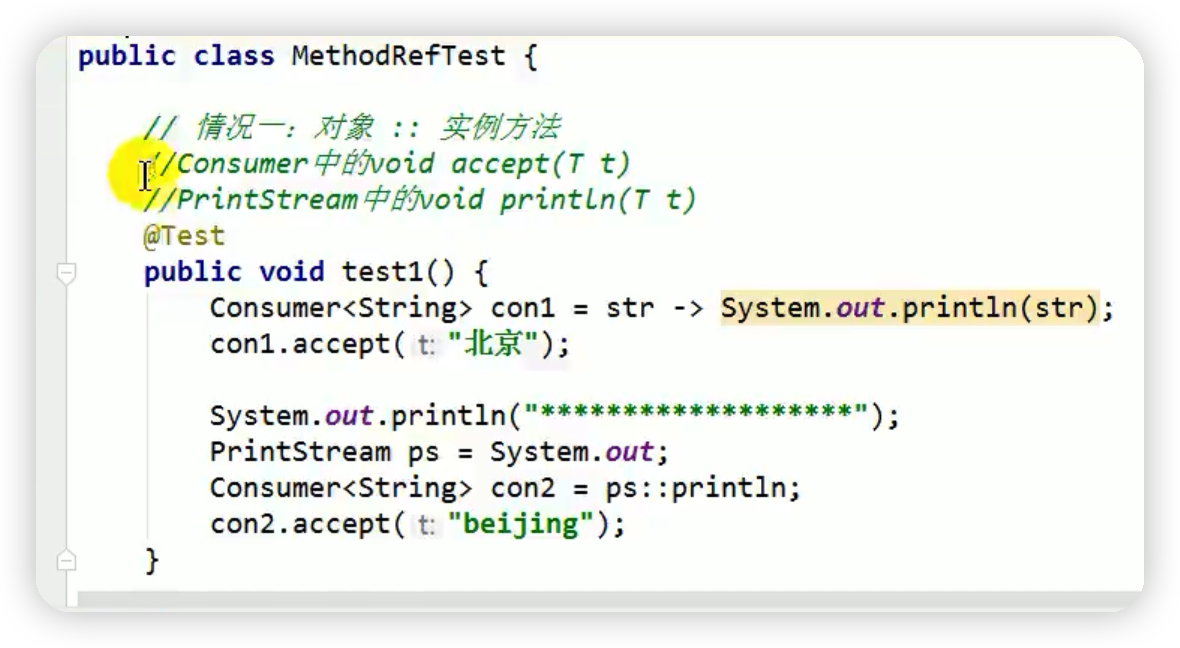 public class MethodRefTest {
// 情况一：对象 :: 实例方法
//Consumer中的void accept(T t)
//PrintStream中的void println(T t)
@Test
public void test1() {
Consumer<String> con1 = str -> System.out.println(str);
con1.accept( t: "北京");
System.out.println("*******************");
PrintStream ps = System.out;
Consumer<String> con2 = ps::println;
con2.accept( t: "beijing");
}